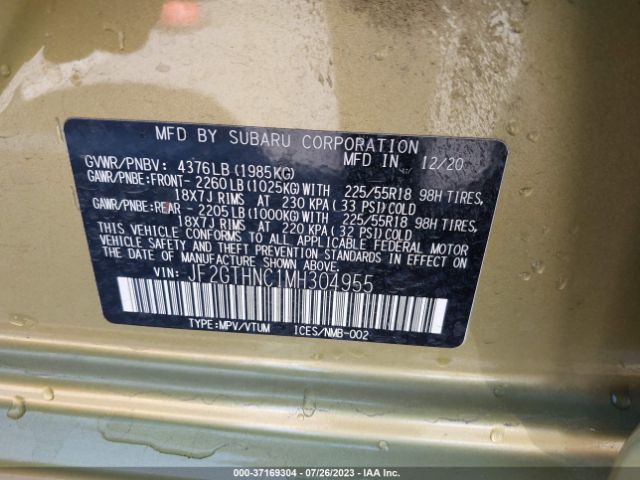 MFD BY SUBARU CORPORATION
GVWR/PNBV: 4376LB(1985KG) MFD IN 12/20
GAWR/PNBE:FRONT- 2260LB(1025KG)WITH 225/55R18 98H TIRES,
18X7J RIMS AT 230 KPA(33 PSI)COLD
GAWR/PNBE:REAR - 2205LB(1000KG)WITH 225/55R18 98H TIRES,
18X7J RIMS AT 220 KPA(32 PSI)COLD
THIS VEHICLE CONFORMS TO ALL APPLICABLE FEDERAL MOTOR
VEHICLE SAFETY AND THEFT PREVENTION STANDARDS IN EFFECT ON
THE DATE OF MANUFACTURE SHOWN ABOVE.
VIN: JF2GTHNC1MH304955
TYPE:MPV/VTUM ICES/NMB-002
000-37169304 | 07/26/2023 | IAA Inc.